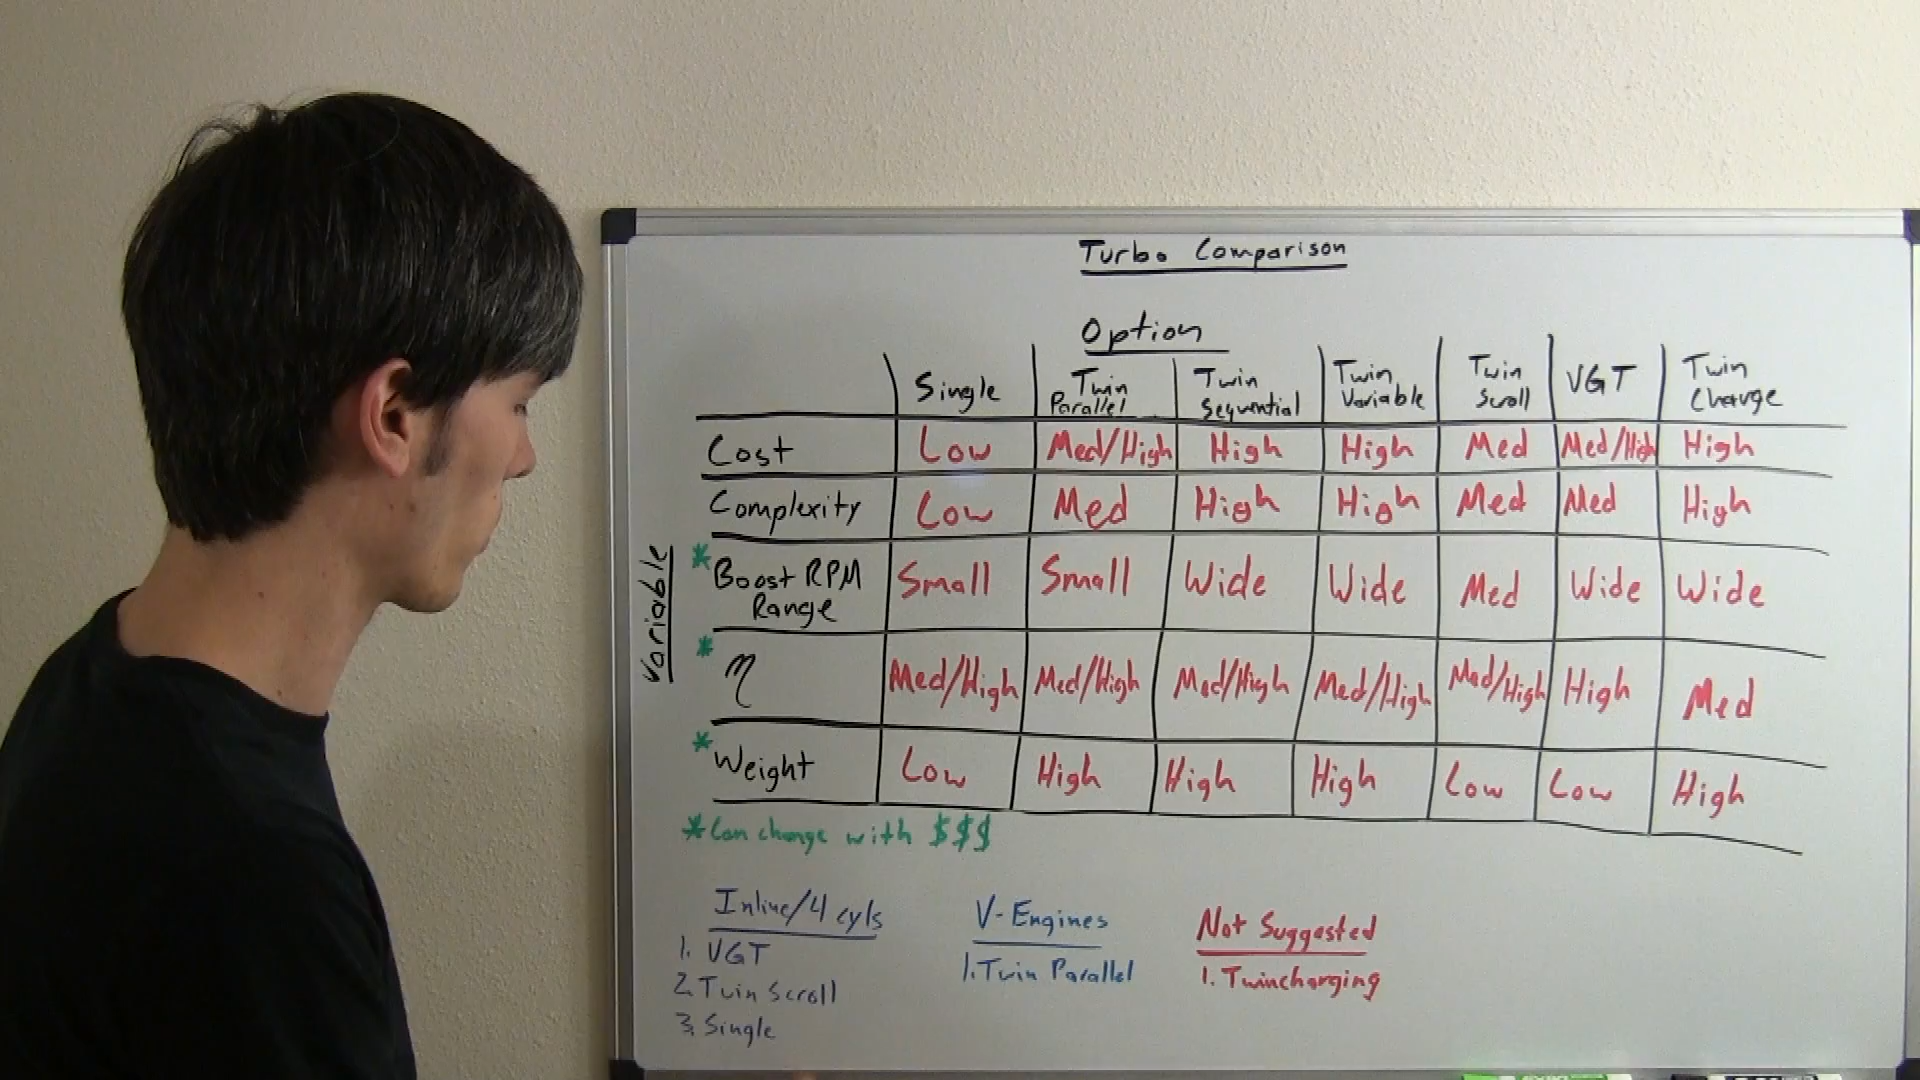 Turbo Comparison
Option
Single Twin Parallel Twin Sequential Twin Variable Twin Scroll VGT Twin Charge
Variable
Cost Low Med/High High High Med Med/High High
Complexity Low Med High High Med Med High
*Boost RPM Range Small Small Wide Wide Med Wide Wide
*η Med/High Med/High Med/High Med/High Med/High High Med
*Weight Low High High High Low Low High
*Can change with $$$
Inline/4 cyls
1. VGT
2. Twin Scroll
3. Single
V-Engines
1. Twin Parallel
Not Suggested
1. Twincharging